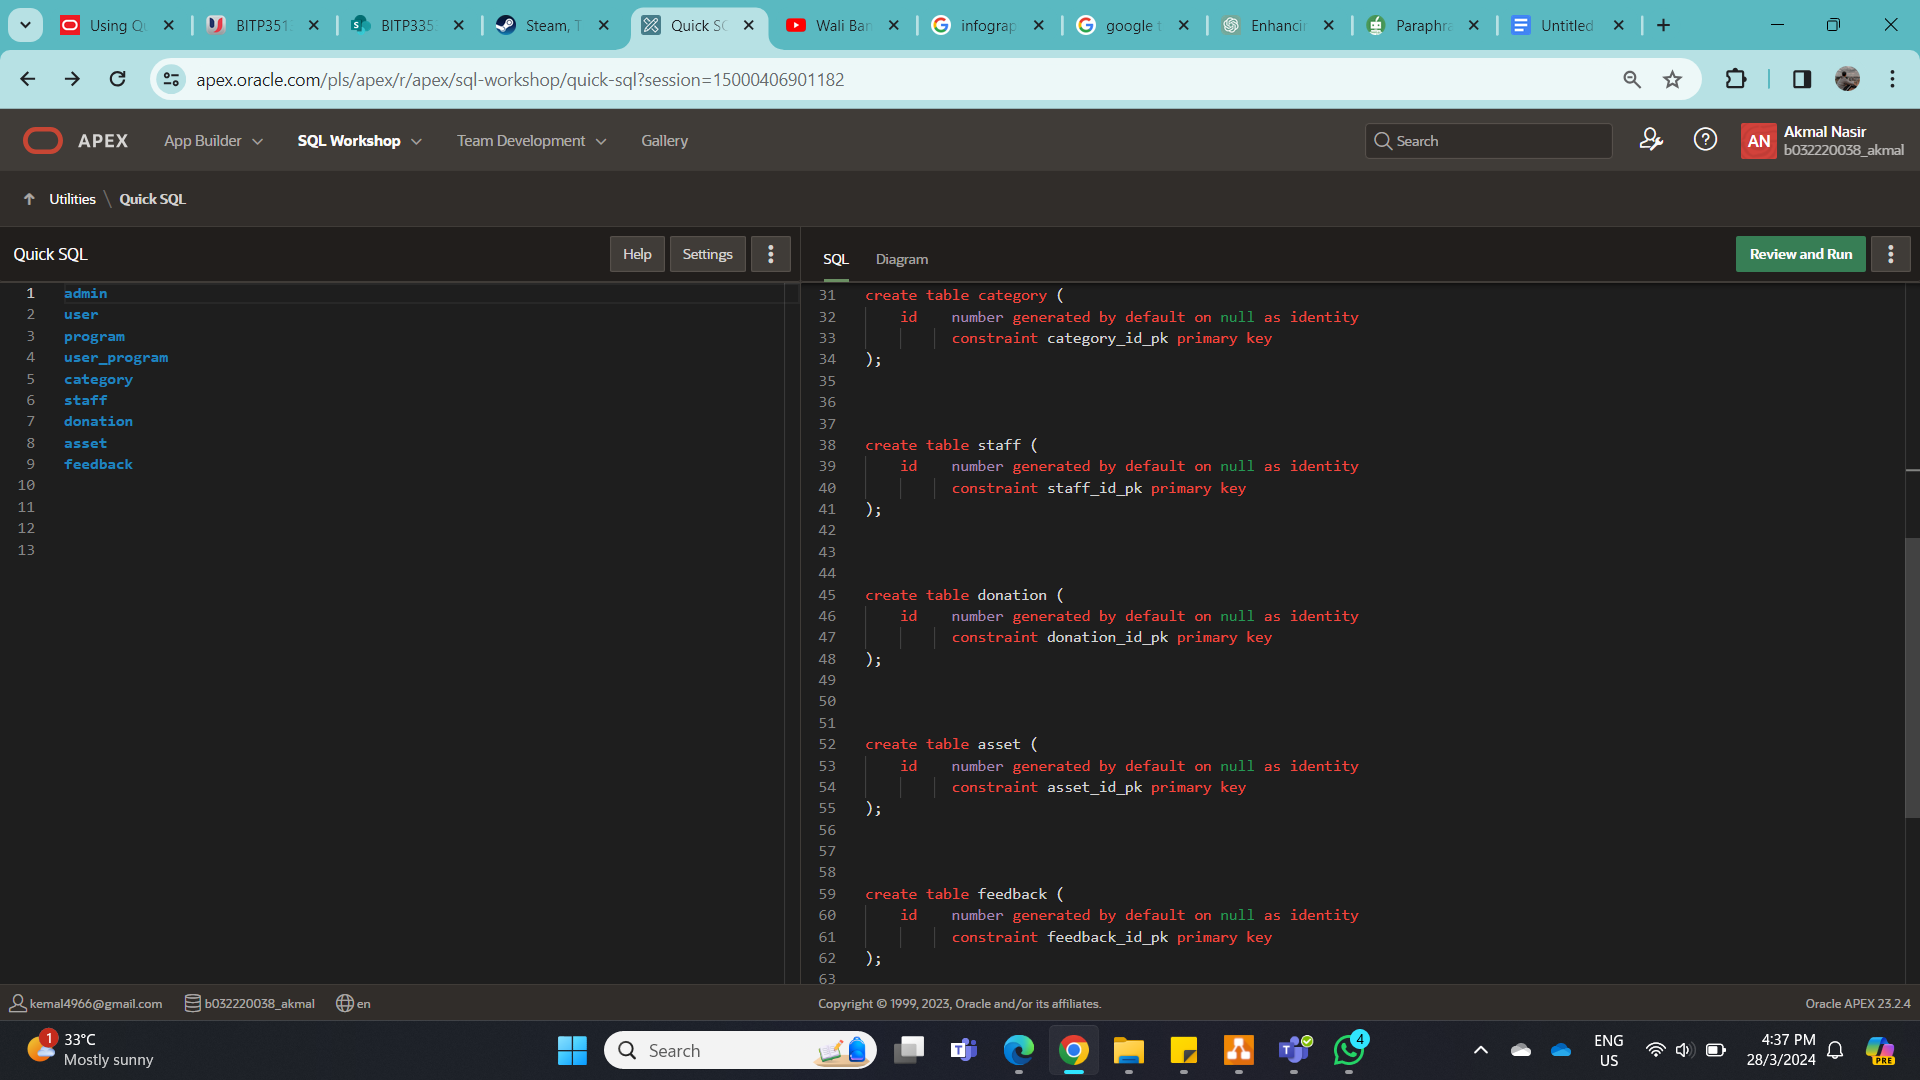 Using Qu
BITP351
BITP335
Steam, T
Quick SQ
Wali Ban
infograp
google t
Enhancin
Paraphra
Untitled
apex.oracle.com/pls/apex/r/apex/sql-workshop/quick-sql?session=15000406901182
APEX
App Builder
SQL Workshop
Team Development
Gallery
Search
AN
Akmal Nasir
b032220038_akmal
Utilities \ Quick SQL
Quick SQL
Help
Settings
SQL
Diagram
Review and Run
1 admin
2 user
3 program
4 user_program
5 category
6 staff
7 donation
8 asset
9 feedback
10
11
12
13
31 create table category (
32 id number generated by default on null as identity
33 constraint category_id_pk primary key
34 );
35
36
37
38 create table staff (
39 id number generated by default on null as identity
40 constraint staff_id_pk primary key
41 );
42
43
44
45 create table donation (
46 id number generated by default on null as identity
47 constraint donation_id_pk primary key
48 );
49
50
51
52 create table asset (
53 id number generated by default on null as identity
54 constraint asset_id_pk primary key
55 );
56
57
58
59 create table feedback (
60 id number generated by default on null as identity
61 constraint feedback_id_pk primary key
62 );
63
kemal4966@gmail.com
b032220038_akmal
en
Copyright © 1999, 2023, Oracle and/or its affiliates.
Oracle APEX 23.2.4
1
33°C
Mostly sunny
Search
4
ENG
US
4:37 PM
28/3/2024
PRE